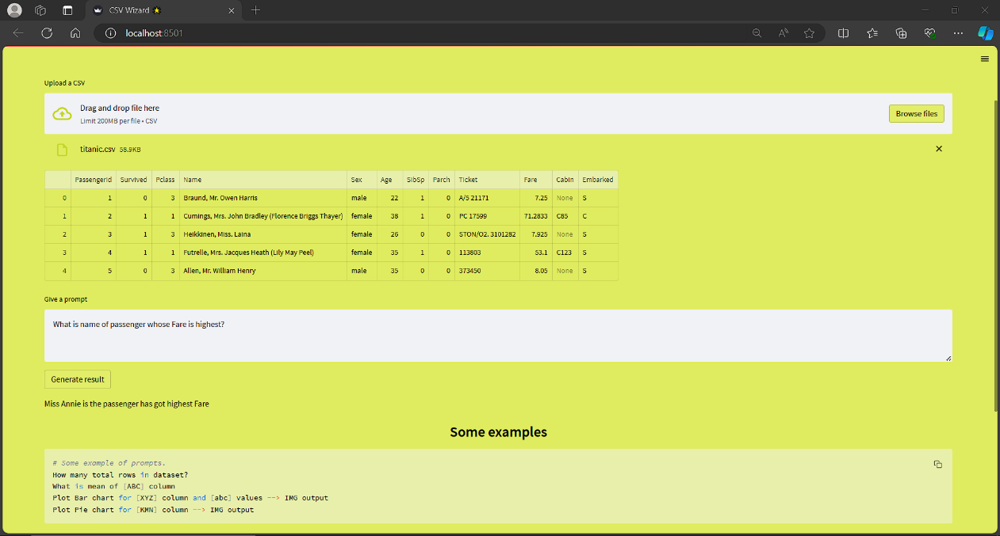 CSV Wizard ⭐
localhost:8501
Upload a CSV
Drag and drop file here
Limit 200MB per file • CSV
Browse files
titanic.csv 58.9KB
PassengerId Survived Pclass Name Sex Age SibSp Parch Ticket Fare Cabin Embarked
0 1 0 3 Braund, Mr. Owen Harris male 22 1 0 A/5 21171 7.25 None S
1 2 1 1 Cumings, Mrs. John Bradley (Florence Briggs Thayer) female 38 1 0 PC 17599 71.2833 C85 C
2 3 1 3 Heikkinen, Miss. Laina female 26 0 0 STON/O2. 3101282 7.925 None S
3 4 1 1 Futrelle, Mrs. Jacques Heath (Lily May Peel) female 35 1 0 113803 53.1 C123 S
4 5 0 3 Allen, Mr. William Henry male 35 0 0 373450 8.05 None S
Give a prompt
What is name of passenger whose Fare is highest?
Generate result
Miss Annie is the passenger has got highest Fare
Some examples
# Some example of prompts.
How many total rows in dataset?
What is mean of [ABC] column
Plot Bar chart for [XYZ] column and [abc] values --> IMG output
Plot Pie chart for [KMN] column --> IMG output